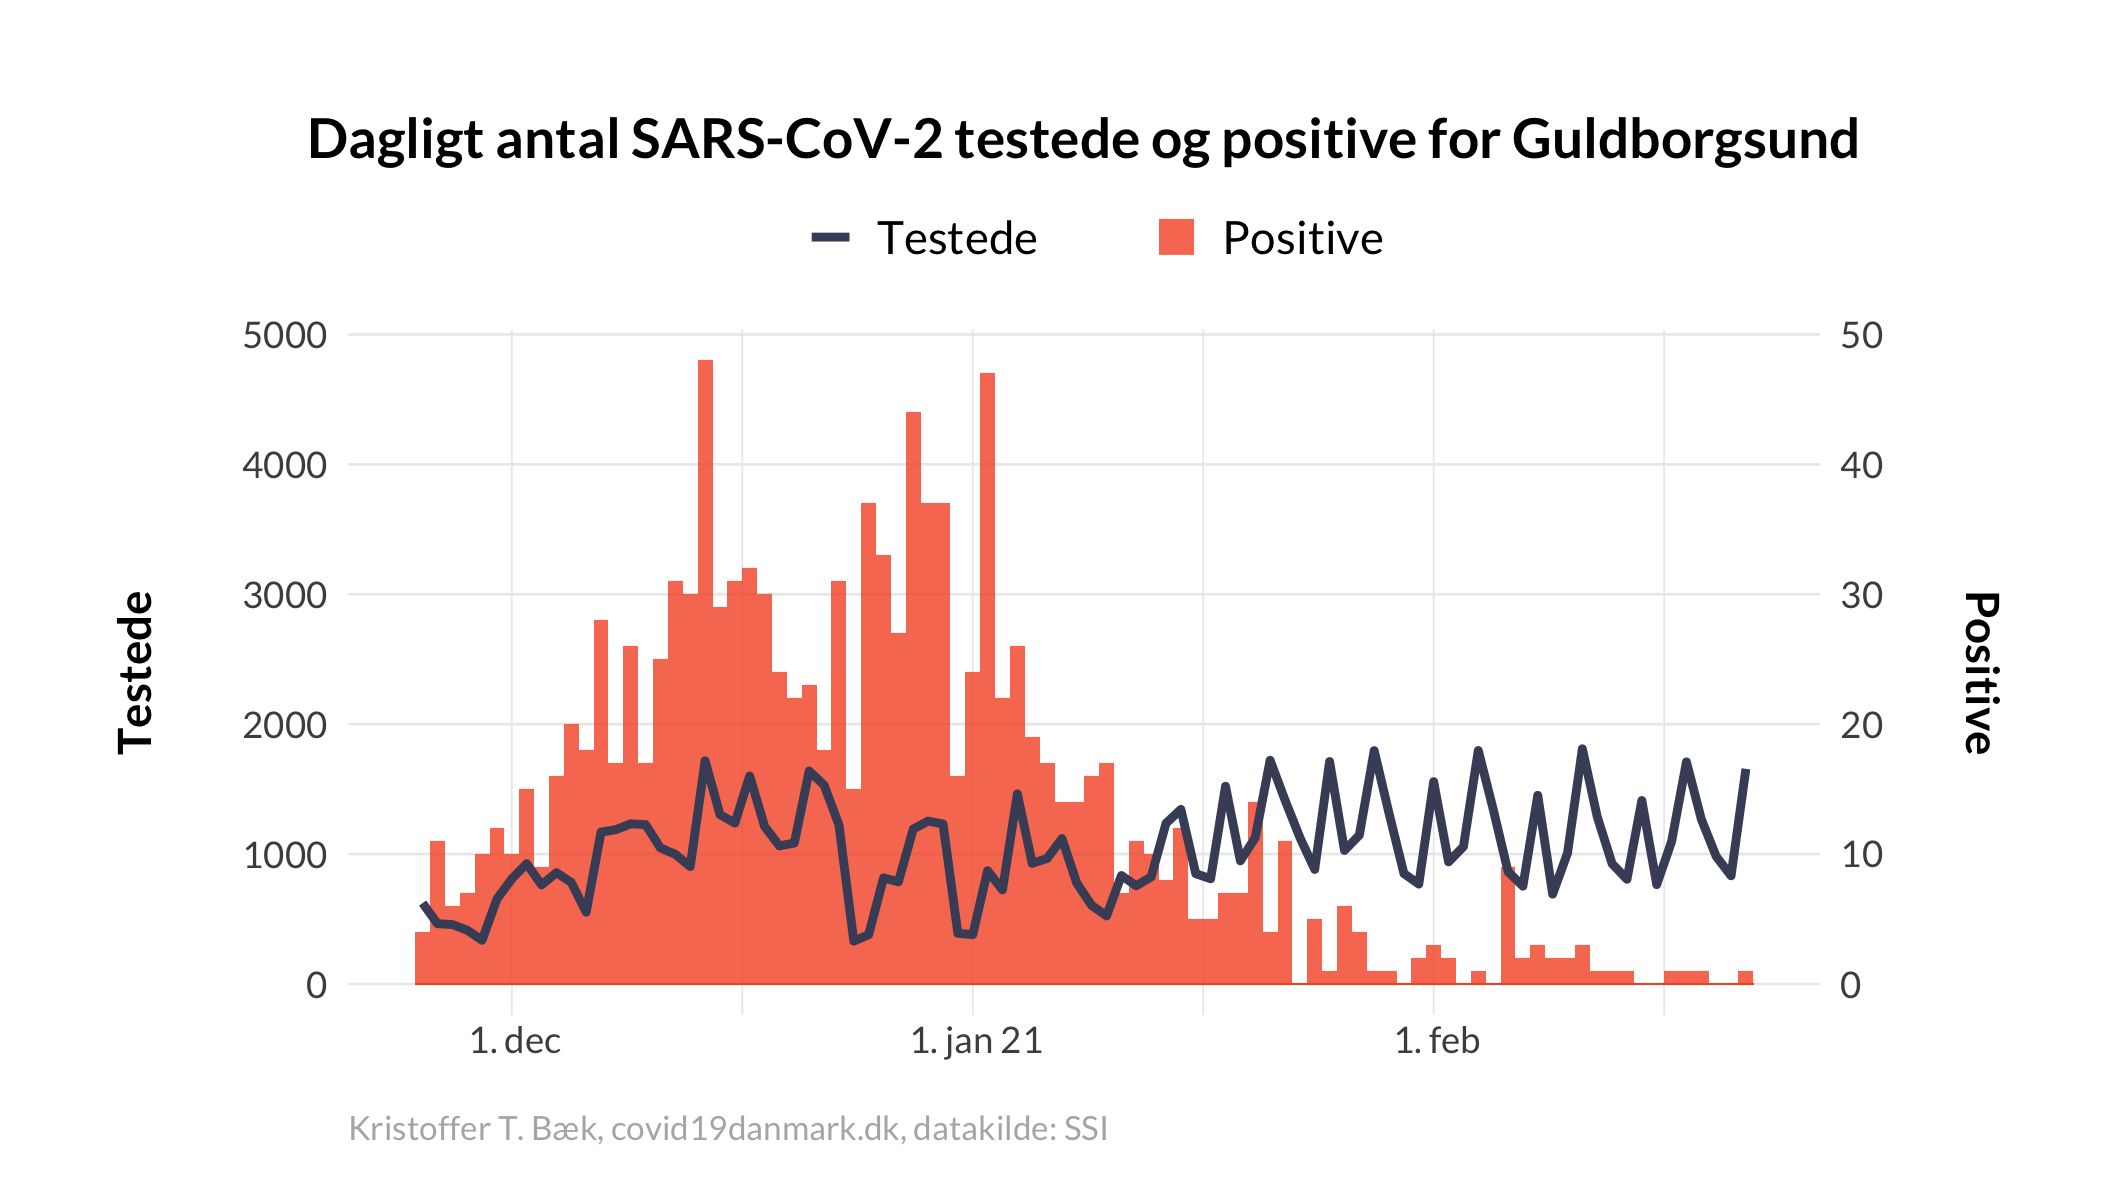 Dagligt antal SARS-CoV-2 testede og positive for Guldborgsund
Testede Positive
5000 50
4000 40
3000 30
2000 20
1000 10
0 0
Testede
Positive
1. dec 1. jan 21 1. feb
Kristoffer T. Bæk, covid19danmark.dk, datakilde: SSI